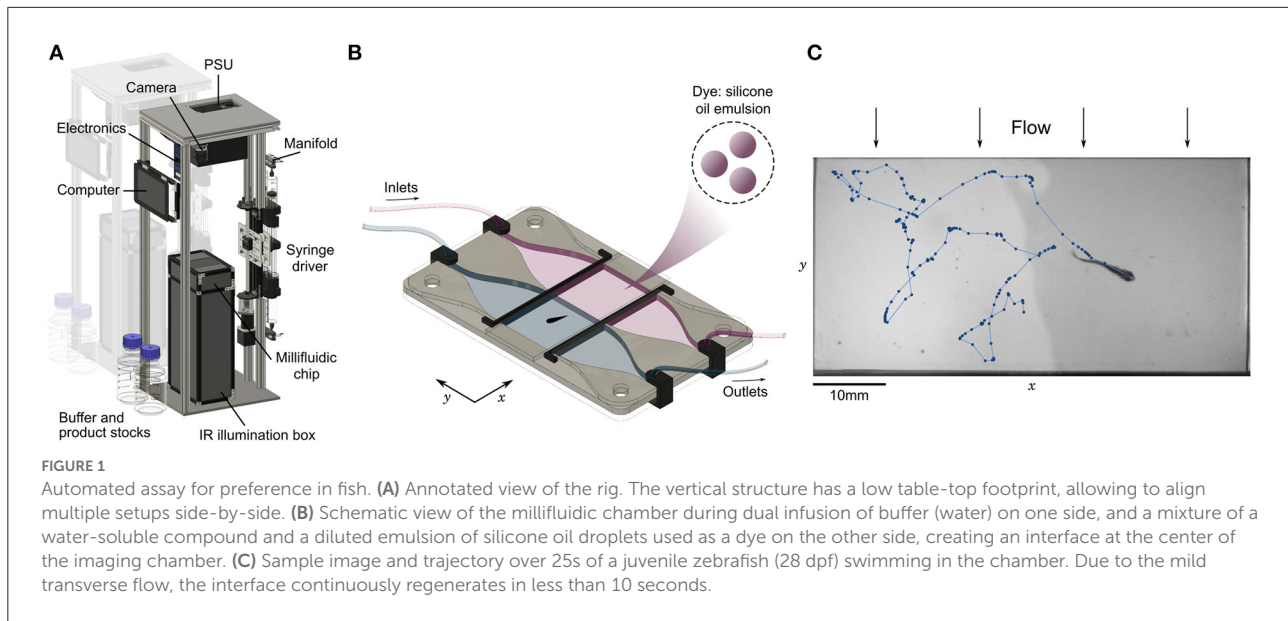 A
PSU
Camera
Electronics
Manifold
Computer
Syringe
driver
Millifluidic
chip
Buffer and
product stocks
IR illumination box
B
Dye: silicone
oil emulsion
Inlets
Outlets
y
x
C
Flow
y
x
10mm
FIGURE 1
Automated assay for preference in fish. (A) Annotated view of the rig. The vertical structure has a low table-top footprint, allowing to align
multiple setups side-by-side. (B) Schematic view of the millifluidic chamber during dual infusion of buffer (water) on one side, and a mixture of a
water-soluble compound and a diluted emulsion of silicone oil droplets used as a dye on the other side, creating an interface at the center of
the imaging chamber. (C) Sample image and trajectory over 25s of a juvenile zebrafish (28 dpf) swimming in the chamber. Due to the mild
transverse flow, the interface continuously regenerates in less than 10 seconds.